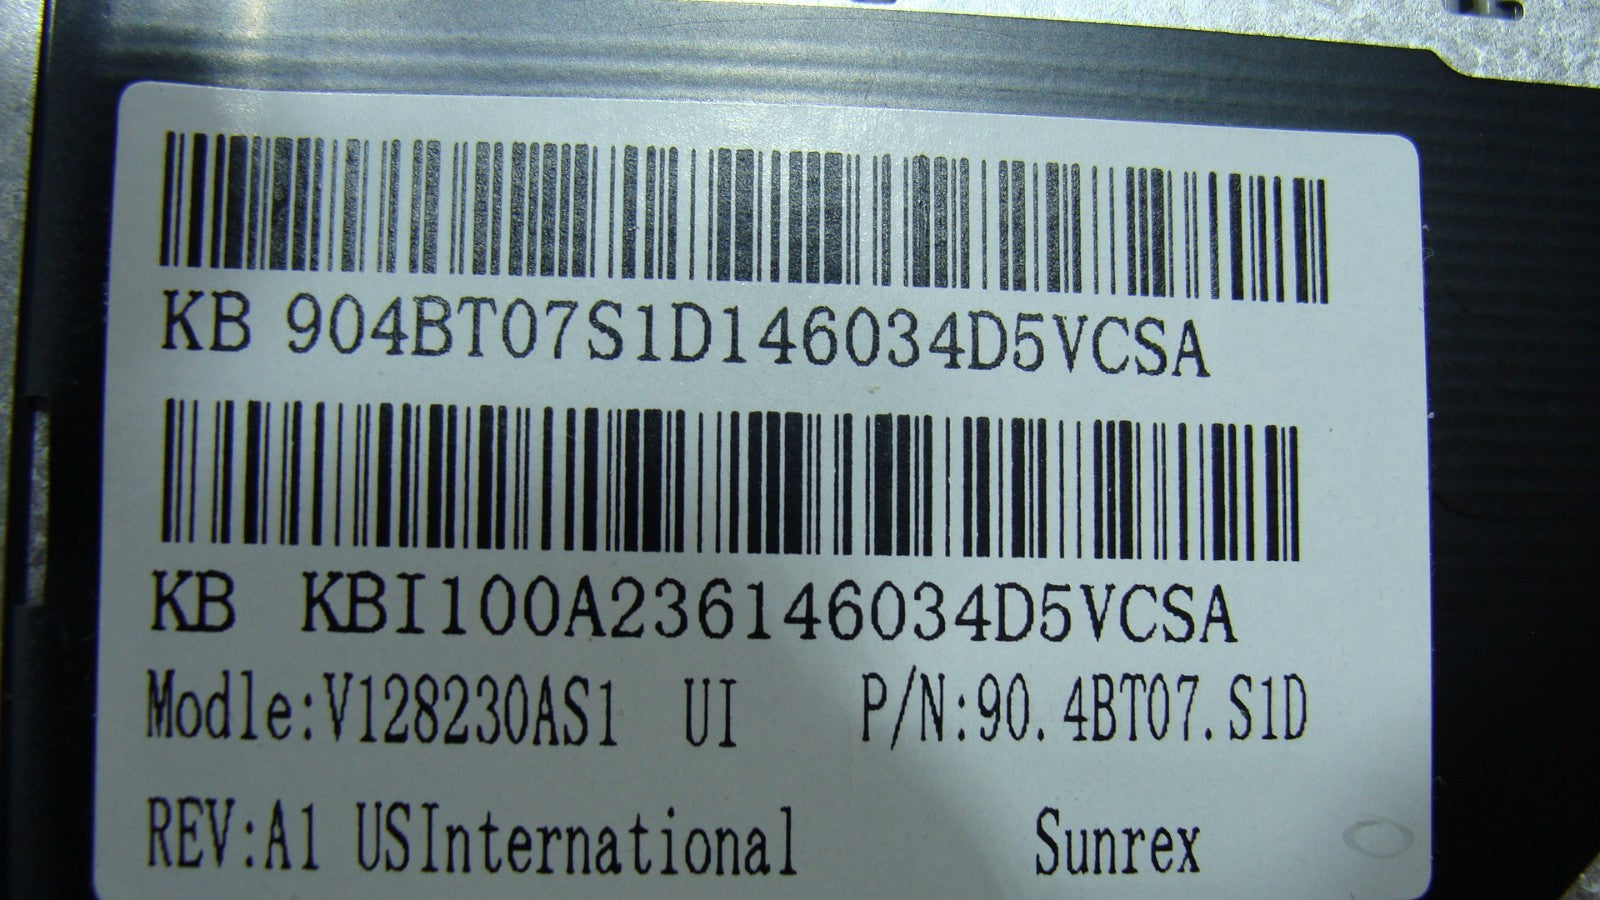 KB 904BT07S1D146034D5VCSA
KB KBI100A236146034D5VCSA
Modle:V128230AS1 UI P/N:90.4BT07.S1D
REV:A1 USInternational Sunrex